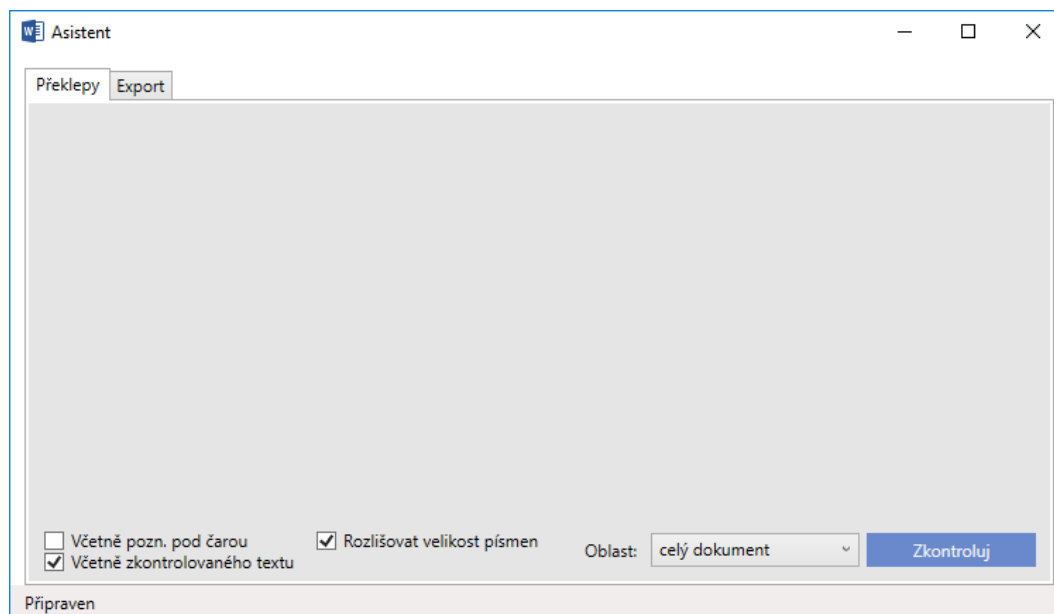 Asistent
Překlepy Export
Včetně pozn. pod čarou
Včetně zkontrolovaného textu
Rozlišovat velikost písmen
Oblast: celý dokument Zkontroluj
Připraven